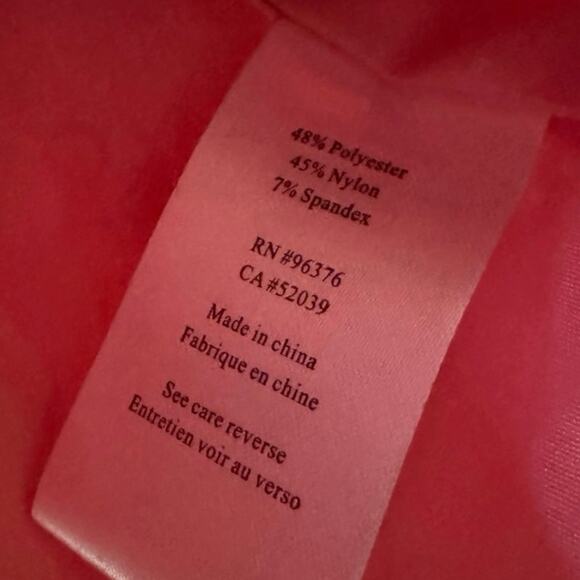 48% Polyester
45% Nylon
7% Spandex
RN #96376
CA #52039
Made in china
Fabrique en chine
See care reverse
Entretien voir au verso